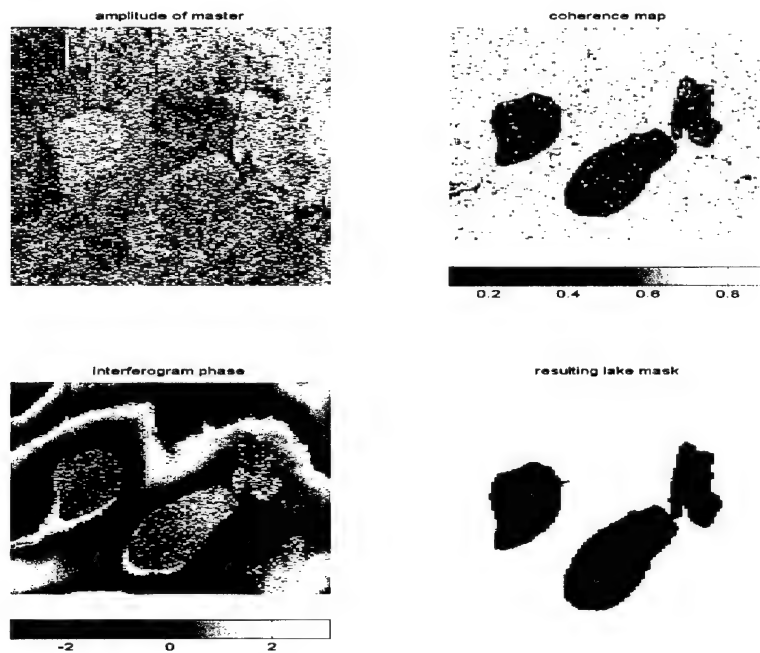 amplitude of master
coherence map
0.2 0.4 0.6 0.8
interferogram phase
resulting lake mask
-2 0 2